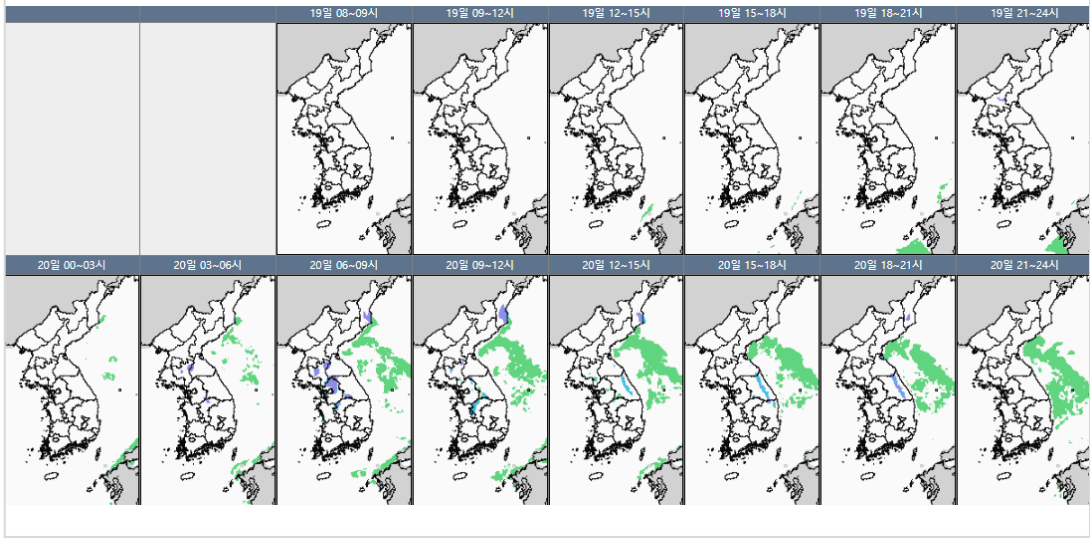 19일 08~09시
19일 09~12시
19일 12~15시
19일 15~18시
19일 18~21시
19일 21~24시
20일 00~03시
20일 03~06시
20일 06~09시
20일 09~12시
20일 12~15시
20일 15~18시
20일 18~21시
20일 21~24시